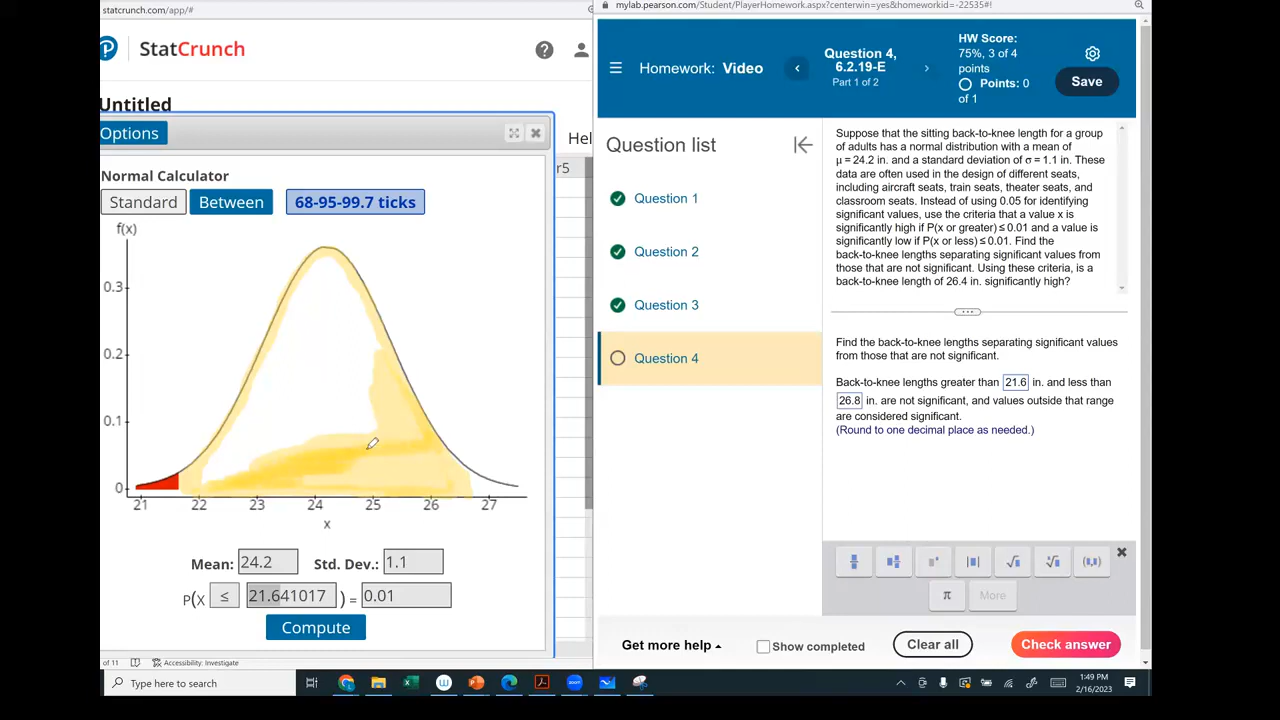 statcrunch.com/app/#
StatCrunch
Untitled
Options
Hel
r5
Normal Calculator
Standard
Between
68-95-99.7 ticks
f(x)
0.3
0.2
0.1
0
21 22 23 24 25 26 27
x
Mean: 24.2 Std. Dev.: 1.1
P(X ≤ 21.641017 ) = 0.01
Compute
of 11
Accessibility: Investigate
Type here to search
mylab.pearson.com/Student/PlayerHomework.aspx?centerwin=yes&homeworkid=-22535#!
Homework: Video
Question 4,
6.2.19-E
Part 1 of 2
HW Score:
75%, 3 of 4
points
Points: 0
of 1
Save
Question list
Question 1
Question 2
Question 3
Question 4
Suppose that the sitting back-to-knee length for a group
of adults has a normal distribution with a mean of
μ = 24.2 in. and a standard deviation of σ = 1.1 in. These
data are often used in the design of different seats,
including aircraft seats, train seats, theater seats, and
classroom seats. Instead of using 0.05 for identifying
significant values, use the criteria that a value x is
significantly high if P(x or greater) ≤ 0.01 and a value is
significantly low if P(x or less) ≤ 0.01. Find the
back-to-knee lengths separating significant values from
those that are not significant. Using these criteria, is a
back-to-knee length of 26.4 in. significantly high?
Find the back-to-knee lengths separating significant values
from those that are not significant.
Back-to-knee lengths greater than 21.6 in. and less than
26.8 in. are not significant, and values outside that range
are considered significant.
(Round to one decimal place as needed.)
π
More
Get more help
Show completed
Clear all
Check answer
1:49 PM
2/16/2023